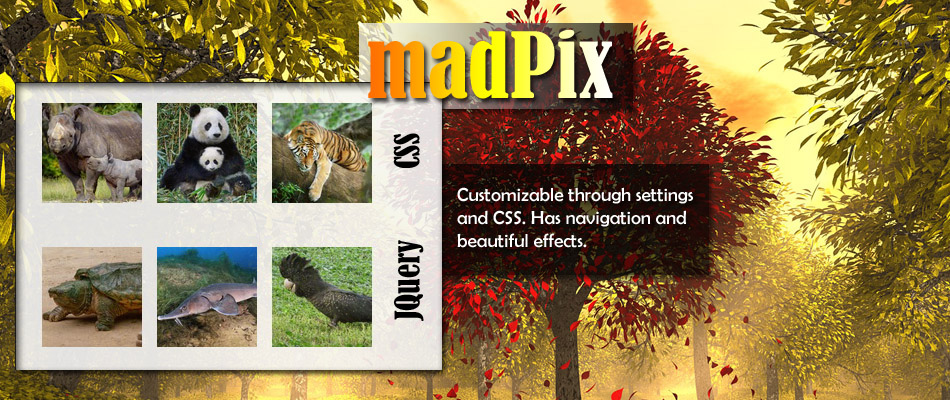 madPix
CSS
JQuery
Customizable through settings
and CSS. Has navigation and
beautiful effects.